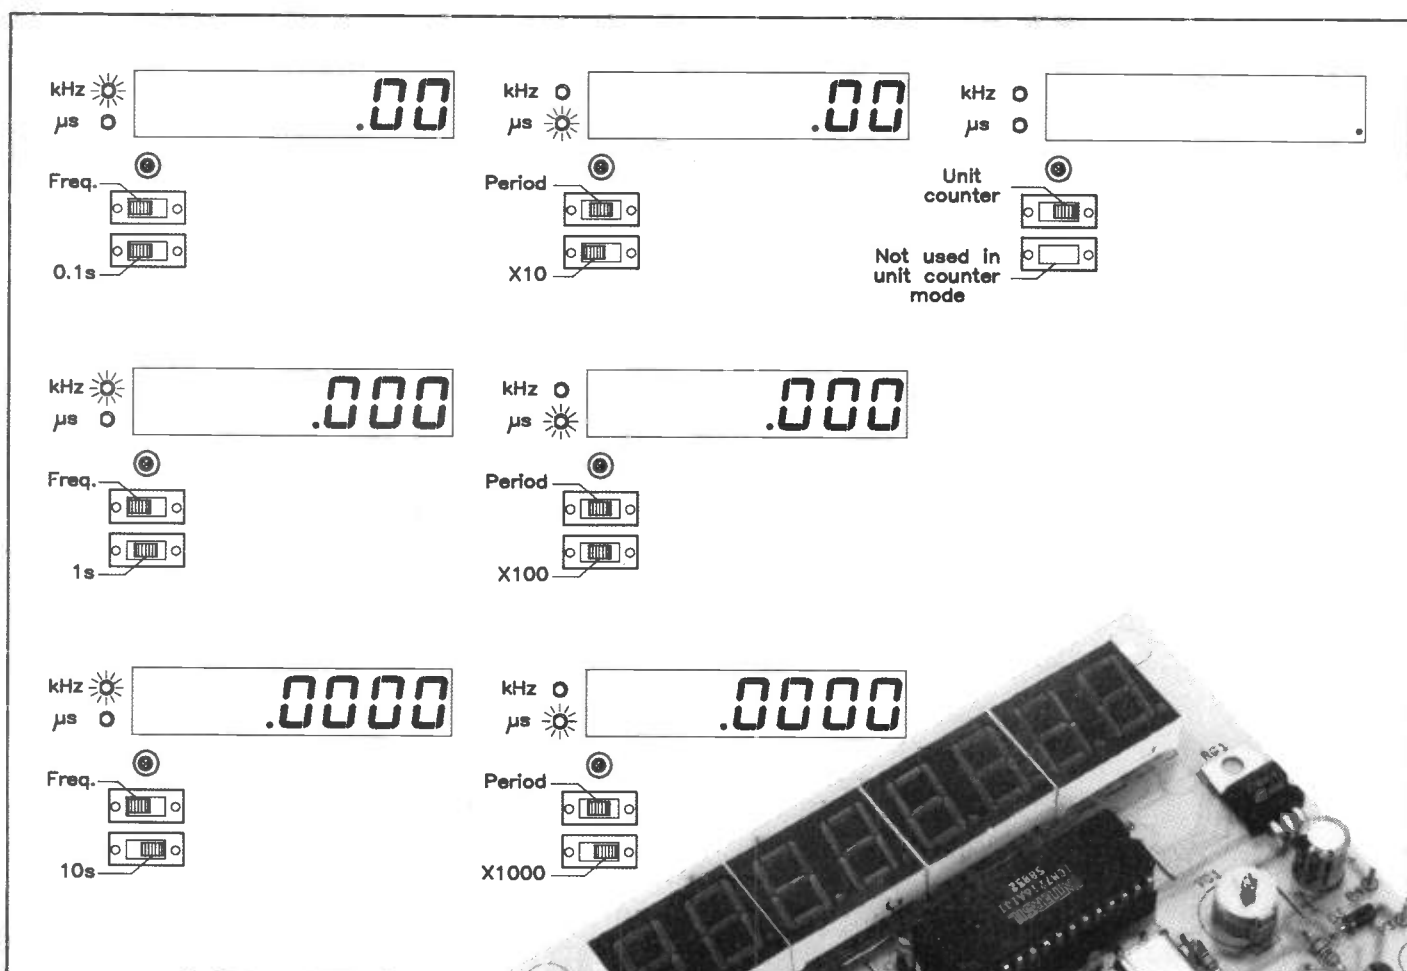 kHz
µs
.00
Freq.
0.1s
kHz
µs
.00
Period
X10
kHz
µs
.
Unit
counter
Not used in
unit counter
mode
kHz
µs
.000
Freq.
1s
kHz
µs
.000
Period
X100
kHz
µs
.0000
Freq.
10s
kHz
µs
.0000
Period
X1000
RG1